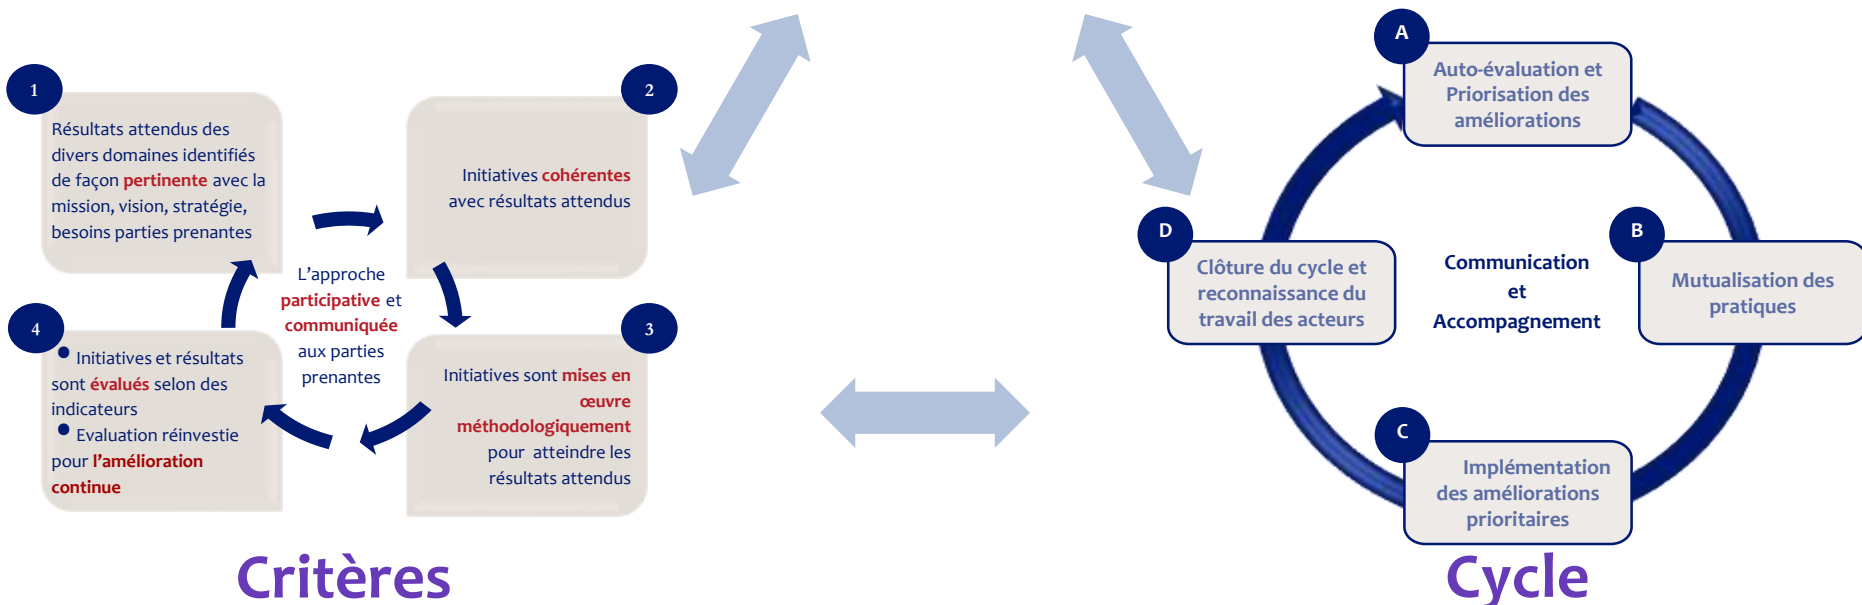 1
Résultats attendus des
divers domaines identifiés
de façon pertinente avec la
mission, vision, stratégie,
besoins parties prenantes
2
Initiatives cohérentes
avec résultats attendus
L’approche
participative et
communiquée
aux parties
prenantes
4
● Initiatives et résultats
sont évalués selon des
indicateurs
● Evaluation réinvestie
pour l’amélioration
continue
3
Initiatives sont mises en
œuvre
méthodologiquement
pour atteindre les
résultats attendus
Critères
A
Auto-évaluation et
Priorisation des
améliorations
D
Clôture du cycle et
reconnaissance du
travail des acteurs
Communication
et
Accompagnement
B
Mutualisation des
pratiques
C
Implémentation
des améliorations
prioritaires
Cycle